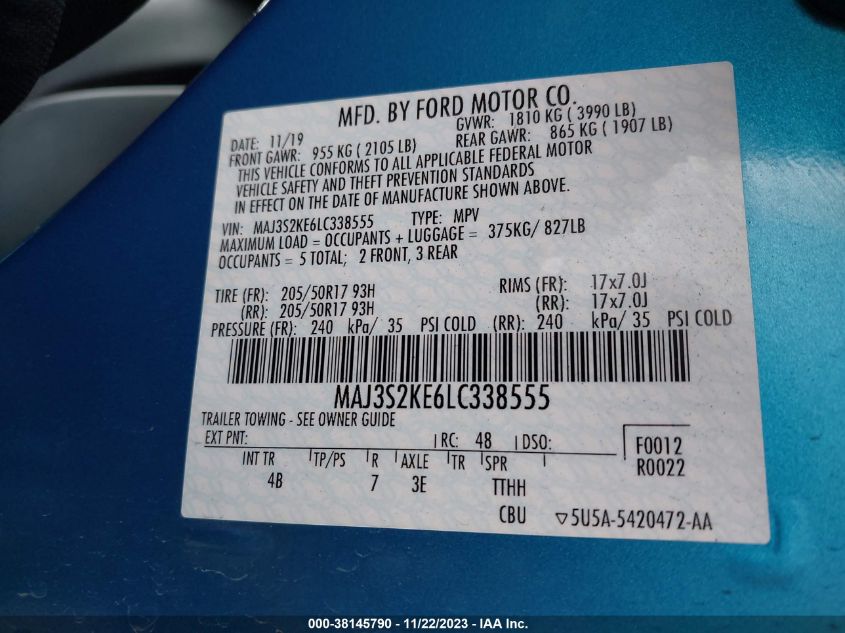 MFD. BY FORD MOTOR CO.
DATE: 11/19 GVWR: 1810 KG ( 3990 LB)
FRONT GAWR: 955 KG ( 2105 LB) REAR GAWR: 865 KG ( 1907 LB)
THIS VEHICLE CONFORMS TO ALL APPLICABLE FEDERAL MOTOR
VEHICLE SAFETY AND THEFT PREVENTION STANDARDS
IN EFFECT ON THE DATE OF MANUFACTURE SHOWN ABOVE.
VIN: MAJ3S2KE6LC338555 TYPE: MPV
MAXIMUM LOAD = OCCUPANTS + LUGGAGE = 375KG/ 827LB
OCCUPANTS = 5 TOTAL; 2 FRONT, 3 REAR
TIRE (FR): 205/50R17 93H RIMS (FR): 17x7.0J
(RR): 205/50R17 93H (RR): 17x7.0J
PRESSURE (FR): 240 kPa/ 35 PSI COLD (RR): 240 kPa/ 35 PSI COLD
MAJ3S2KE6LC338555
TRAILER TOWING - SEE OWNER GUIDE
EXT PNT: RC: 48 DSO: F0012
R0022
INT TR TP/PS R AXLE TR SPR
4B 7 3E TTHH
CBU ▽5U5A-5420472-AA
000-38145790 - 11/22/2023 - IAA Inc.